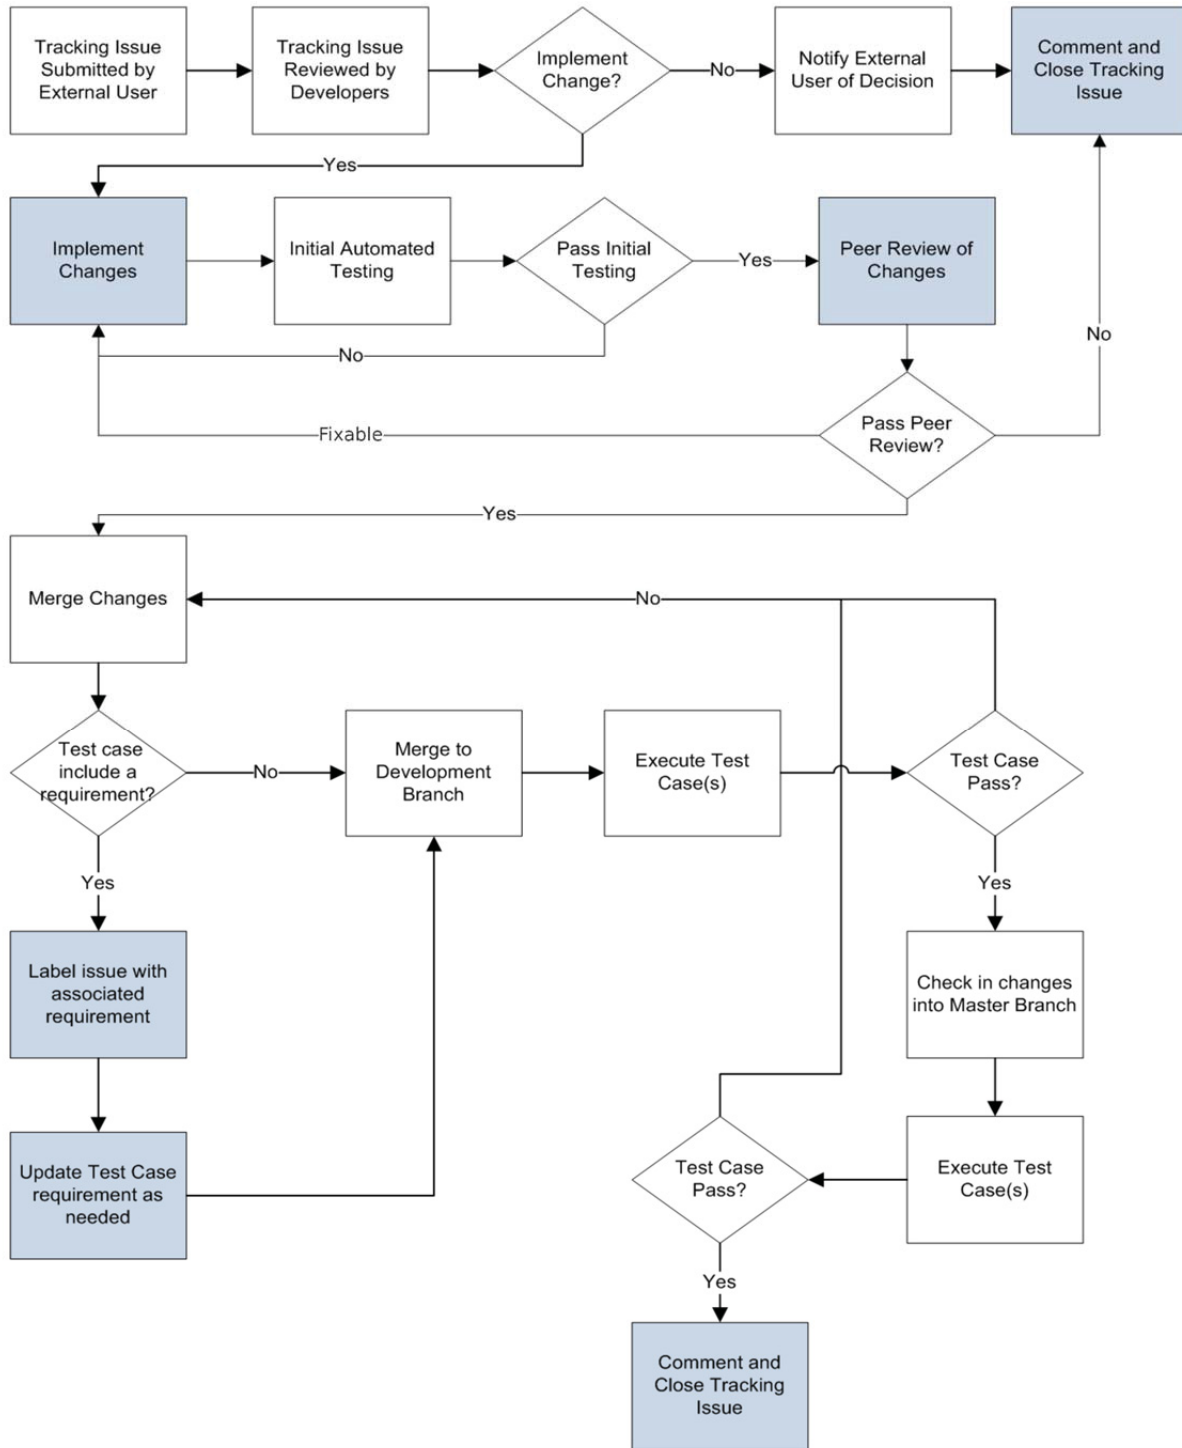 Tracking Issue
Submitted by
External User
Tracking Issue
Reviewed by
Developers
Implement
Change?
No
Notify External
User of Decision
Comment and
Close Tracking
Issue
Yes
Implement
Changes
Initial Automated
Testing
Pass Initial
Testing
Yes
Peer Review of
Changes
No
No
Fixable
Pass Peer
Review?
Yes
Merge Changes
No
Test case
include a
requirement?
No
Merge to
Development
Branch
Execute Test
Case(s)
Test Case
Pass?
Yes
Yes
Label issue with
associated
requirement
Check in changes
into Master Branch
Update Test Case
requirement as
needed
Test Case
Pass?
Execute Test
Case(s)
Yes
Comment and
Close Tracking
Issue